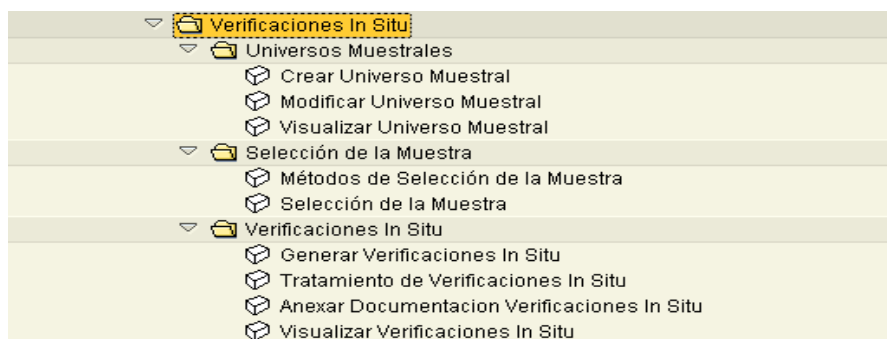 Verificaciones In Situ
Universos Muestrales
Crear Universo Muestral
Modificar Universo Muestral
Visualizar Universo Muestral
Selección de la Muestra
Métodos de Selección de la Muestra
Selección de la Muestra
Verificaciones In Situ
Generar Verificaciones In Situ
Tratamiento de Verificaciones In Situ
Anexar Documentacion Verificaciones In Situ
Visualizar Verificaciones In Situ